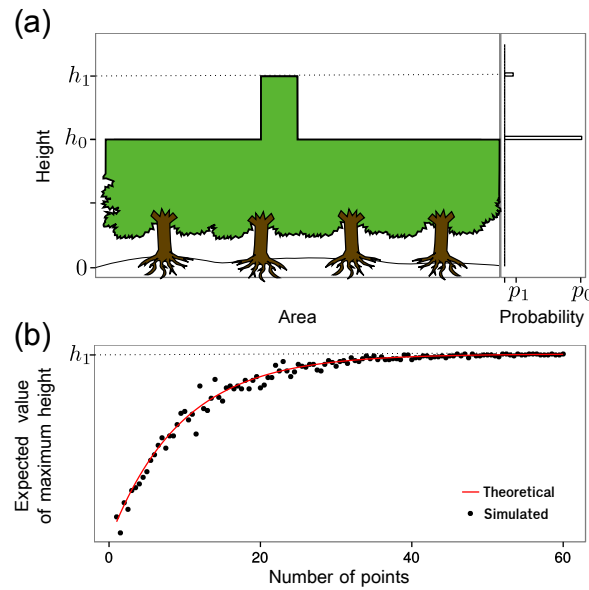 (a)
h₁
h₀
Height
0
Area
p₁ p₀
Probability
(b)
h₁
Expected value
of maximum height
Theoretical
Simulated
0 20 40 60
Number of points